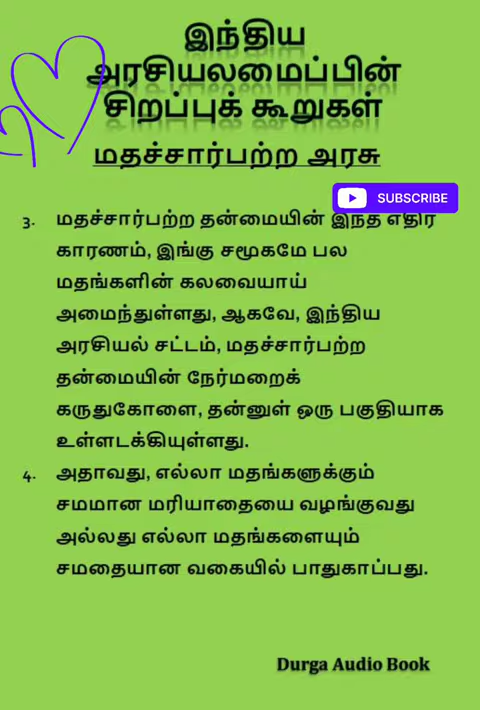 இந்திய
அரசியலமைப்பின்
சிறப்புக் கூறுகள்
மதச்சார்பற்ற அரசு
SUBSCRIBE
3. மதச்சார்பற்ற தன்மையின் இந்த எதிர்
காரணம், இங்கு சமூகமே பல
மதங்களின் கலவையாய்
அமைந்துள்ளது, ஆகவே, இந்திய
அரசியல் சட்டம், மதச்சார்பற்ற
தன்மையின் நேர்மறைக்
கருதுகோளை, தன்னுள் ஒரு பகுதியாக
உள்ளடக்கியுள்ளது.
4. அதாவது, எல்லா மதங்களுக்கும்
சமமான மரியாதையை வழங்குவது
அல்லது எல்லா மதங்களையும்
சமதையான வகையில் பாதுகாப்பது.
Durga Audio Book